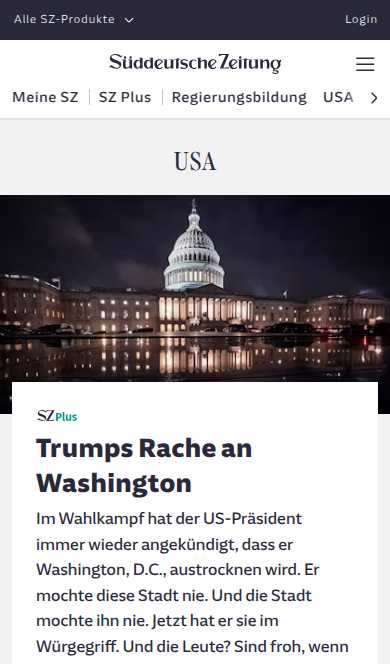 Alle SZ-Produkte
Login
Süddeutsche Zeitung
Meine SZ
SZ Plus
Regierungsbildung
USA
USA
SZ Plus
Trumps Rache an
Washington
Im Wahlkampf hat der US-Präsident
immer wieder angekündigt, dass er
Washington, D.C., austrocknen wird. Er
mochte diese Stadt nie. Und die Stadt
mochte ihn nie. Jetzt hat er sie im
Würgegriff. Und die Leute? Sind froh, wenn